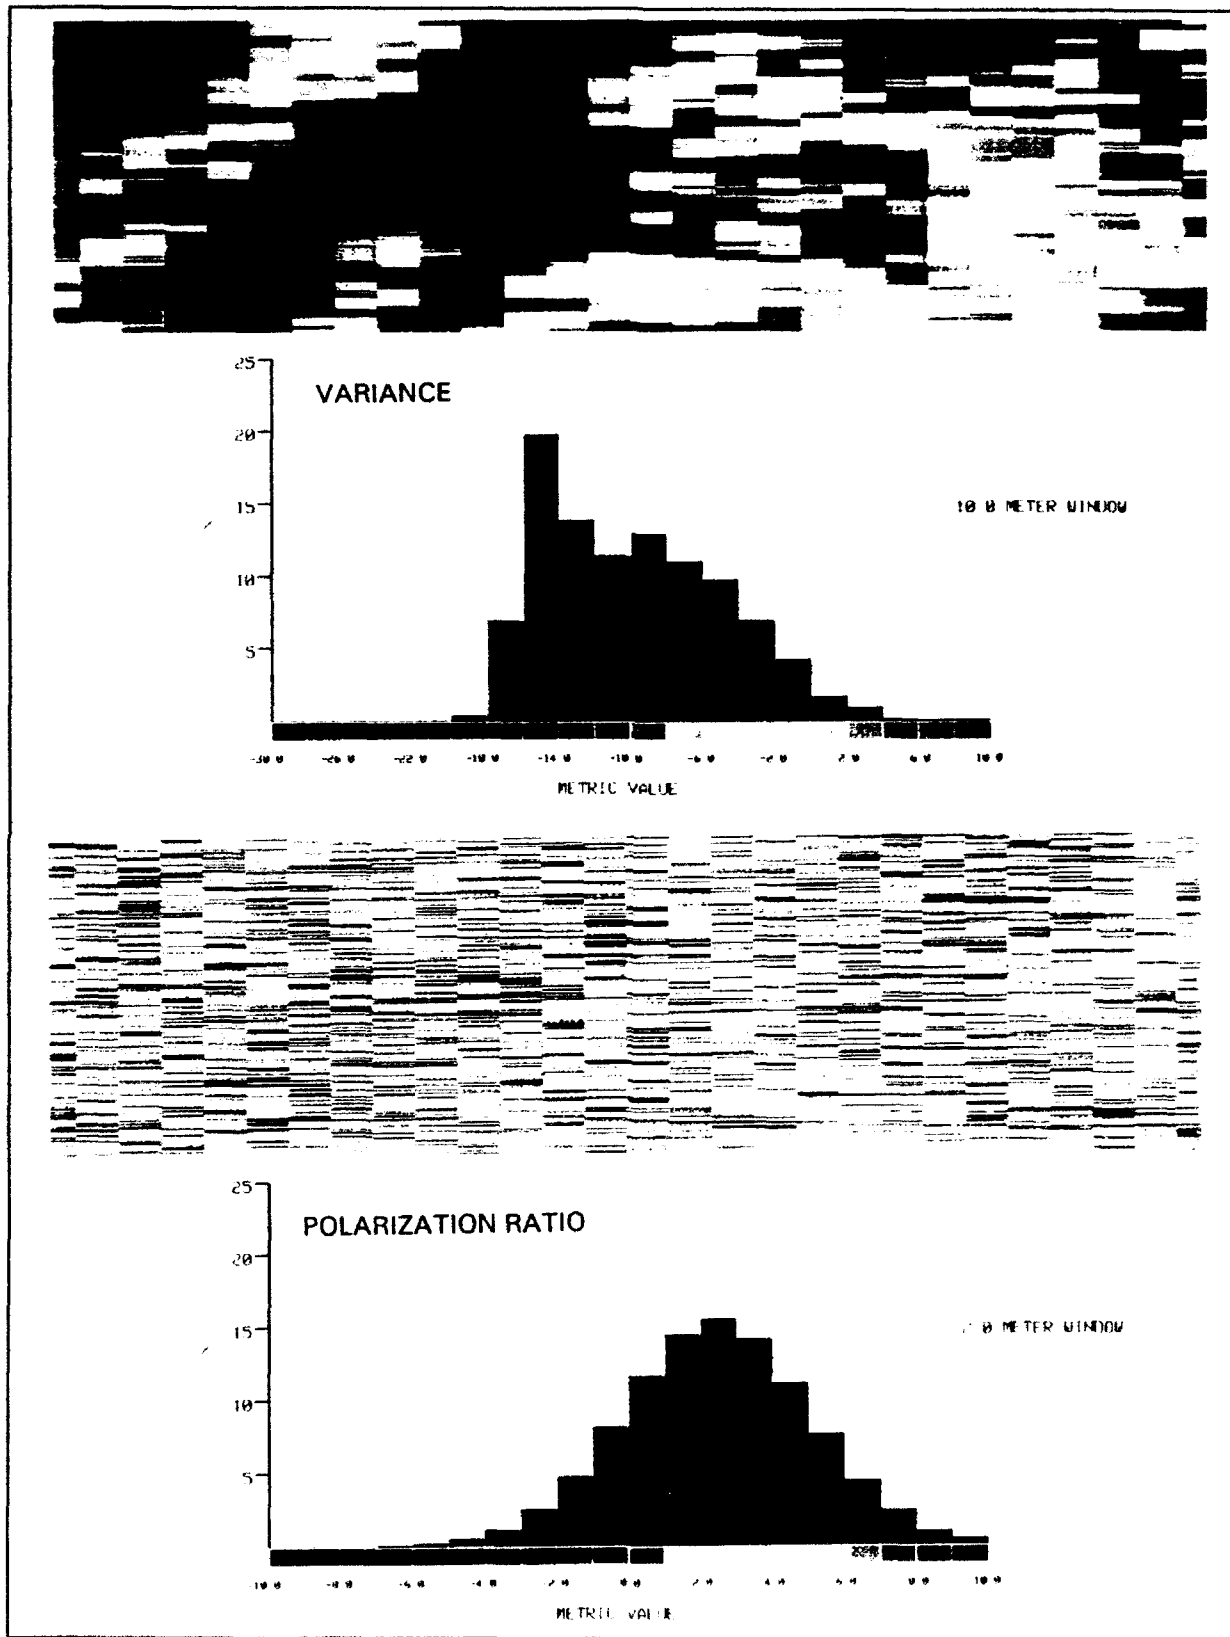 25
VARIANCE
20
15
10.0 METER WINDOW
10
5
-30.0 -26.0 -22.0 -18.0 -14.0 -10.0 -6.0 -2.0 2.0 6.0 10.0
METRIC VALUE
25
POLARIZATION RATIO
20
15
.0 METER WINDOW
10
5
-10.0 -8.0 -6.0 -4.0 -2.0 0.0 2.0 4.0 6.0 8.0 10.0
METRIC VALUE